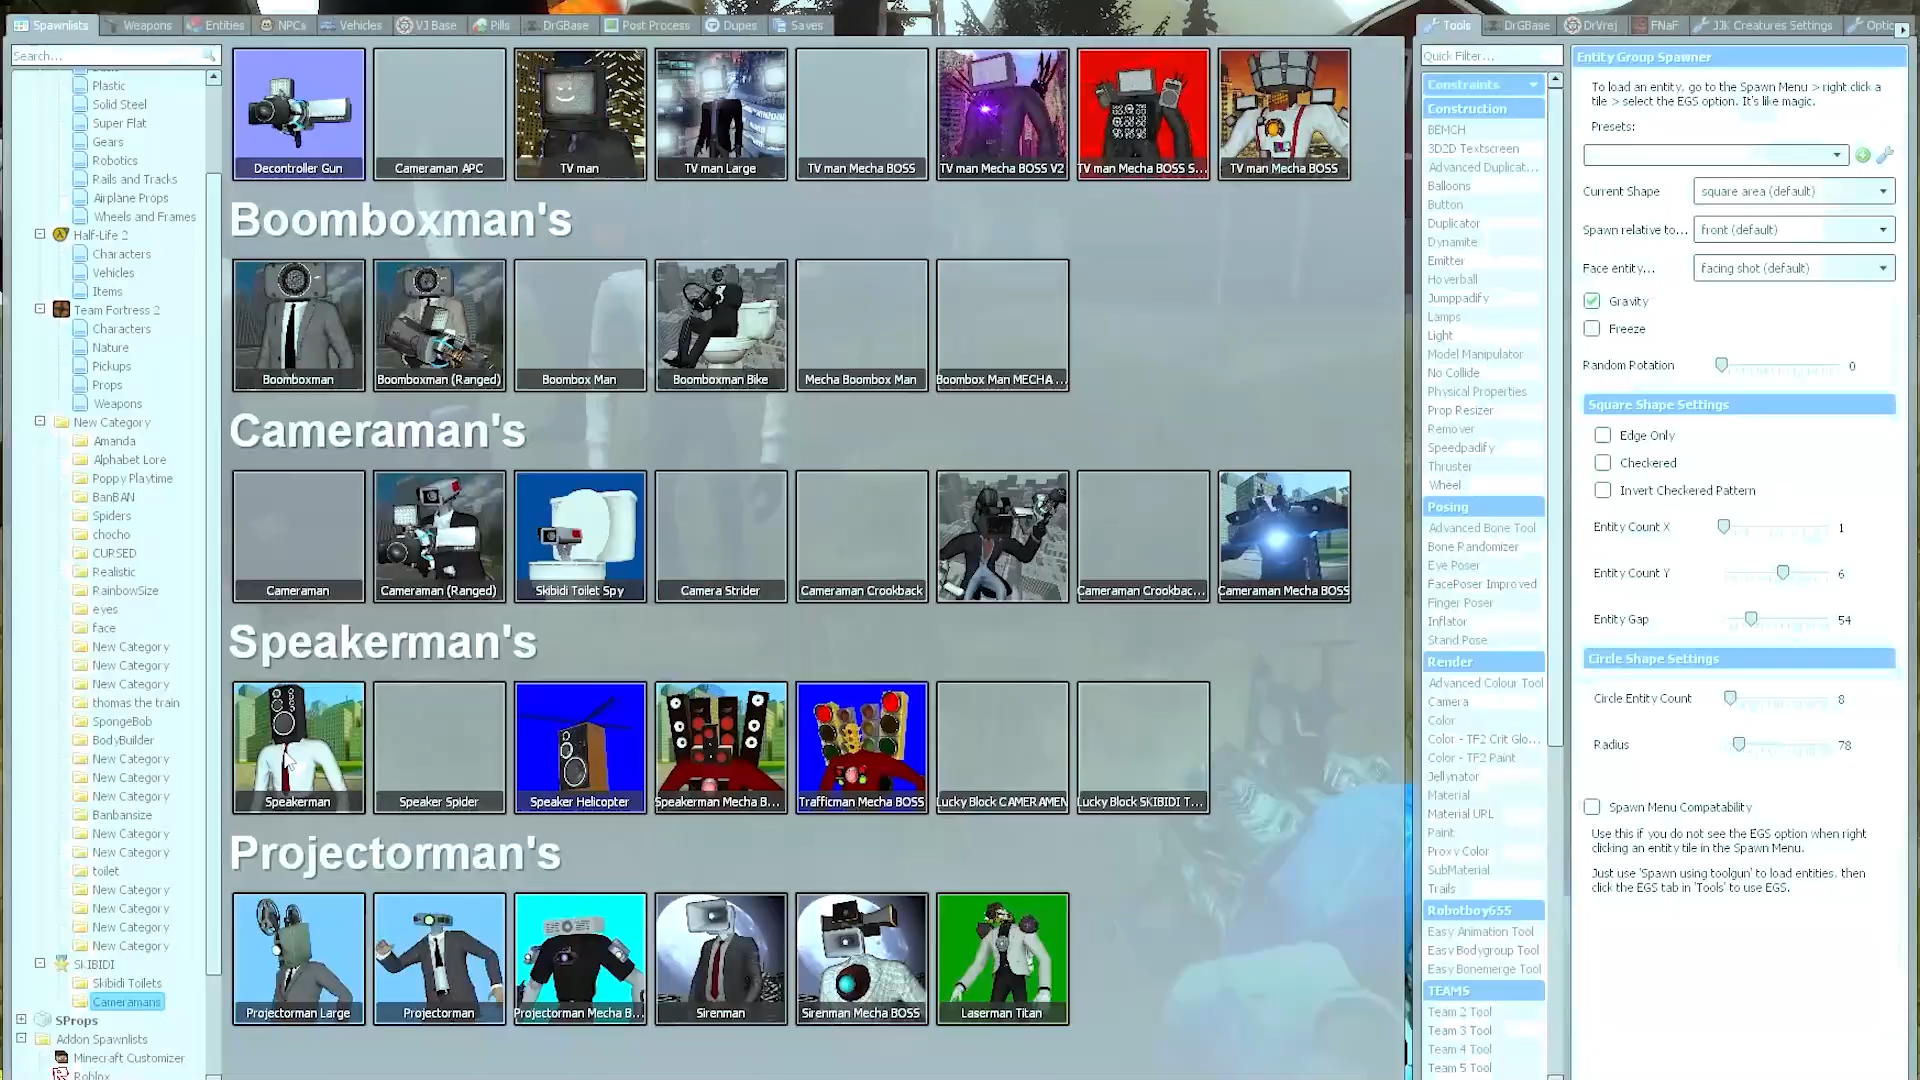 Spawnlists
Weapons
Entities
NPCs
Vehicles
VJ Base
Pills
DrGBase
Post Process
Dupes
Saves
Search...
Plastic
Solid Steel
Super Flat
Gears
Robotics
Rails and Tracks
Airplane Props
Wheels and Frames
Half-Life 2
Characters
Vehicles
Items
Team Fortress 2
Characters
Nature
Pickups
Props
Weapons
New Category
Amanda
Alphabet Lore
Poppy Playtime
BanBAN
Spiders
chocho
CURSED
Realistic
RainbowSize
eyes
face
New Category
New Category
New Category
thomas the train
SpongeBob
BodyBuilder
New Category
New Category
New Category
Banbansize
New Category
New Category
toilet
New Category
New Category
New Category
New Category
SKIBIDI
Skibidi Toilets
Cameramans
SProps
Addon Spawnlists
Minecraft Customizer
Roblox
Decontroller Gun
Cameraman APC
TV man
TV man Large
TV man Mecha BOSS
TV man Mecha BOSS V2
TV man Mecha BOSS S...
TV man Mecha BOSS
Boomboxman's
Boomboxman
Boomboxman (Ranged)
Boombox Man
Boomboxman Bike
Mecha Boombox Man
Boombox Man MECHA ...
Cameraman's
Cameraman
Cameraman (Ranged)
Skibidi Toilet Spy
Camera Strider
Cameraman Crookback
Cameraman Crookbac...
Cameraman Mecha BOSS
Speakerman's
Speakerman
Speaker Spider
Speaker Helicopter
Speakerman Mecha B...
Trafficman Mecha BOSS
Lucky Block CAMERAMEN
Lucky Block SKIBIDI T...
Projectorman's
Projectorman Large
Projectorman
Projectorman Mecha B...
Sirenman
Sirenman Mecha BOSS
Laserman Titan
Tools
DrGBase
DrVrej
FNaF
JJK Creatures Settings
Optio
Quick Filter...
Constraints
Construction
BEMCH
3D2D Textscreen
Advanced Duplicat...
Balloons
Button
Duplicator
Dynamite
Emitter
Hoverball
Jumppadify
Lamps
Light
Model Manipulator
No Collide
Physical Properties
Prop Resizer
Remover
Speedpadify
Thruster
Wheel
Posing
Advanced Bone Tool
Bone Randomizer
Eye Poser
FacePoser Improved
Finger Poser
Inflator
Stand Pose
Render
Advanced Colour Tool
Camera
Color
Color - TF2 Crit Glo...
Color - TF2 Paint
Jellynator
Material
Material URL
Paint
Proxy Color
SubMaterial
Trails
Robotboy655
Easy Animation Tool
Easy Bodygroup Tool
Easy Bonemerge Tool
TEAMS
Team 2 Tool
Team 3 Tool
Team 4 Tool
Team 5 Tool
Entity Group Spawner
To load an entity, go to the Spawn Menu > right click a
tile > select the EGS option. It's like magic.
Presets:
Current Shape
square area (default)
Spawn relative to...
front (default)
Face entity...
facing shot (default)
Gravity
Freeze
Random Rotation
0
Square Shape Settings
Edge Only
Checkered
Invert Checkered Pattern
Entity Count X
1
Entity Count Y
6
Entity Gap
54
Circle Shape Settings
Circle Entity Count
8
Radius
78
Spawn Menu Compatability
Use this if you do not see the EGS option when right
clicking an entity tile in the Spawn Menu.
Just use 'Spawn using toolgun' to load entities, then
click the EGS tab in 'Tools' to use EGS.